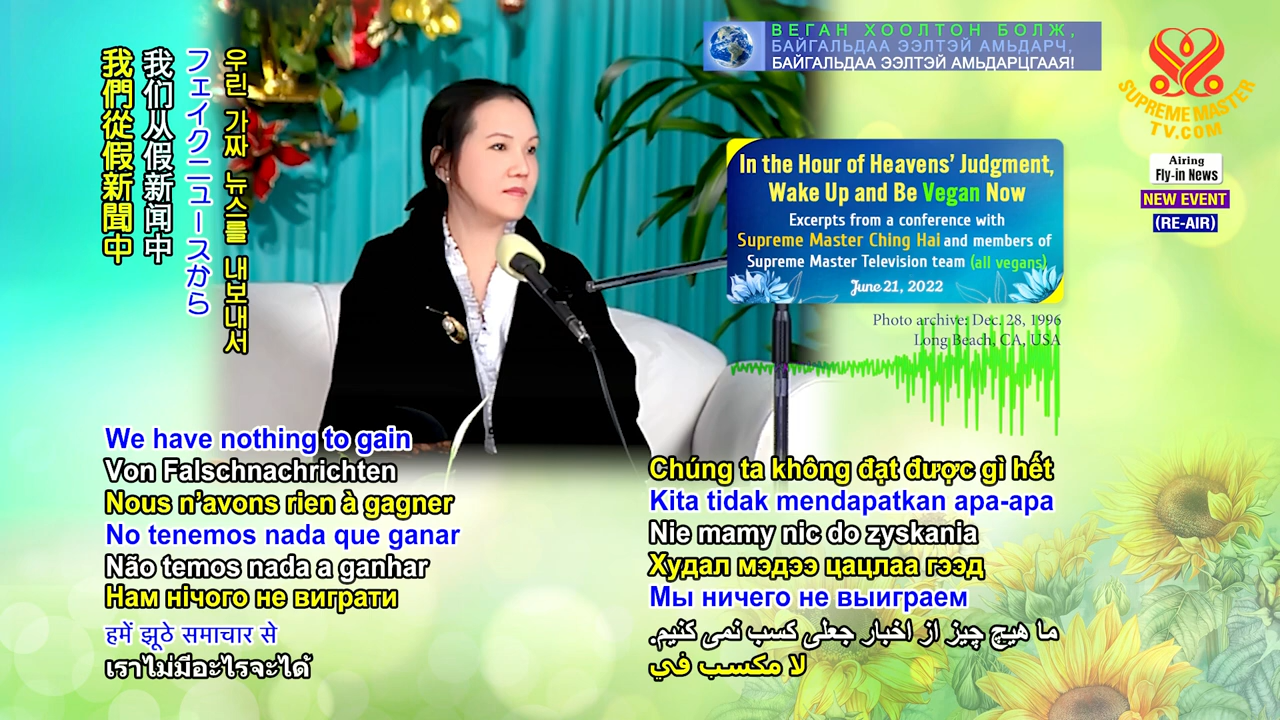 我們從假新聞中
我们从假新闻中
フェイクニュースから
우린 가짜 뉴스를 내보내서
ВЕГАН ХООЛТОН БОЛЖ,
БАЙГАЛЬДАА ЭЭЛТЭЙ АМЬДАРЧ,
БАЙГАЛЬДАА ЭЭЛТЭЙ АМЬДАРЦГААЯ!
SUPREME MASTER
TV.COM
Airing
Fly-in News
NEW EVENT
(RE-AIR)
In the Hour of Heavens' Judgment,
Wake Up and Be Vegan Now
Excerpts from a conference with
Supreme Master Ching Hai and members of
Supreme Master Television team (all vegans)
June 21, 2022
Photo archive: Dec. 28, 1996
Long Beach, CA, USA
We have nothing to gain
Von Falschnachrichten
Nous n'avons rien à gagner
No tenemos nada que ganar
Não temos nada a ganhar
Нам нічого не виграти
हमें झूठे समाचार से
เราไม่มีอะไรจะได้
Chúng ta không đạt được gì hết
Kita tidak mendapatkan apa-apa
Nie mamy nic do zyskania
Худал мэдээ цацлаа гээд
Мы ничего не выиграем
ما هیچ چیز از اخبار جعلی کسب نمی کنیم.
لا مكسب في